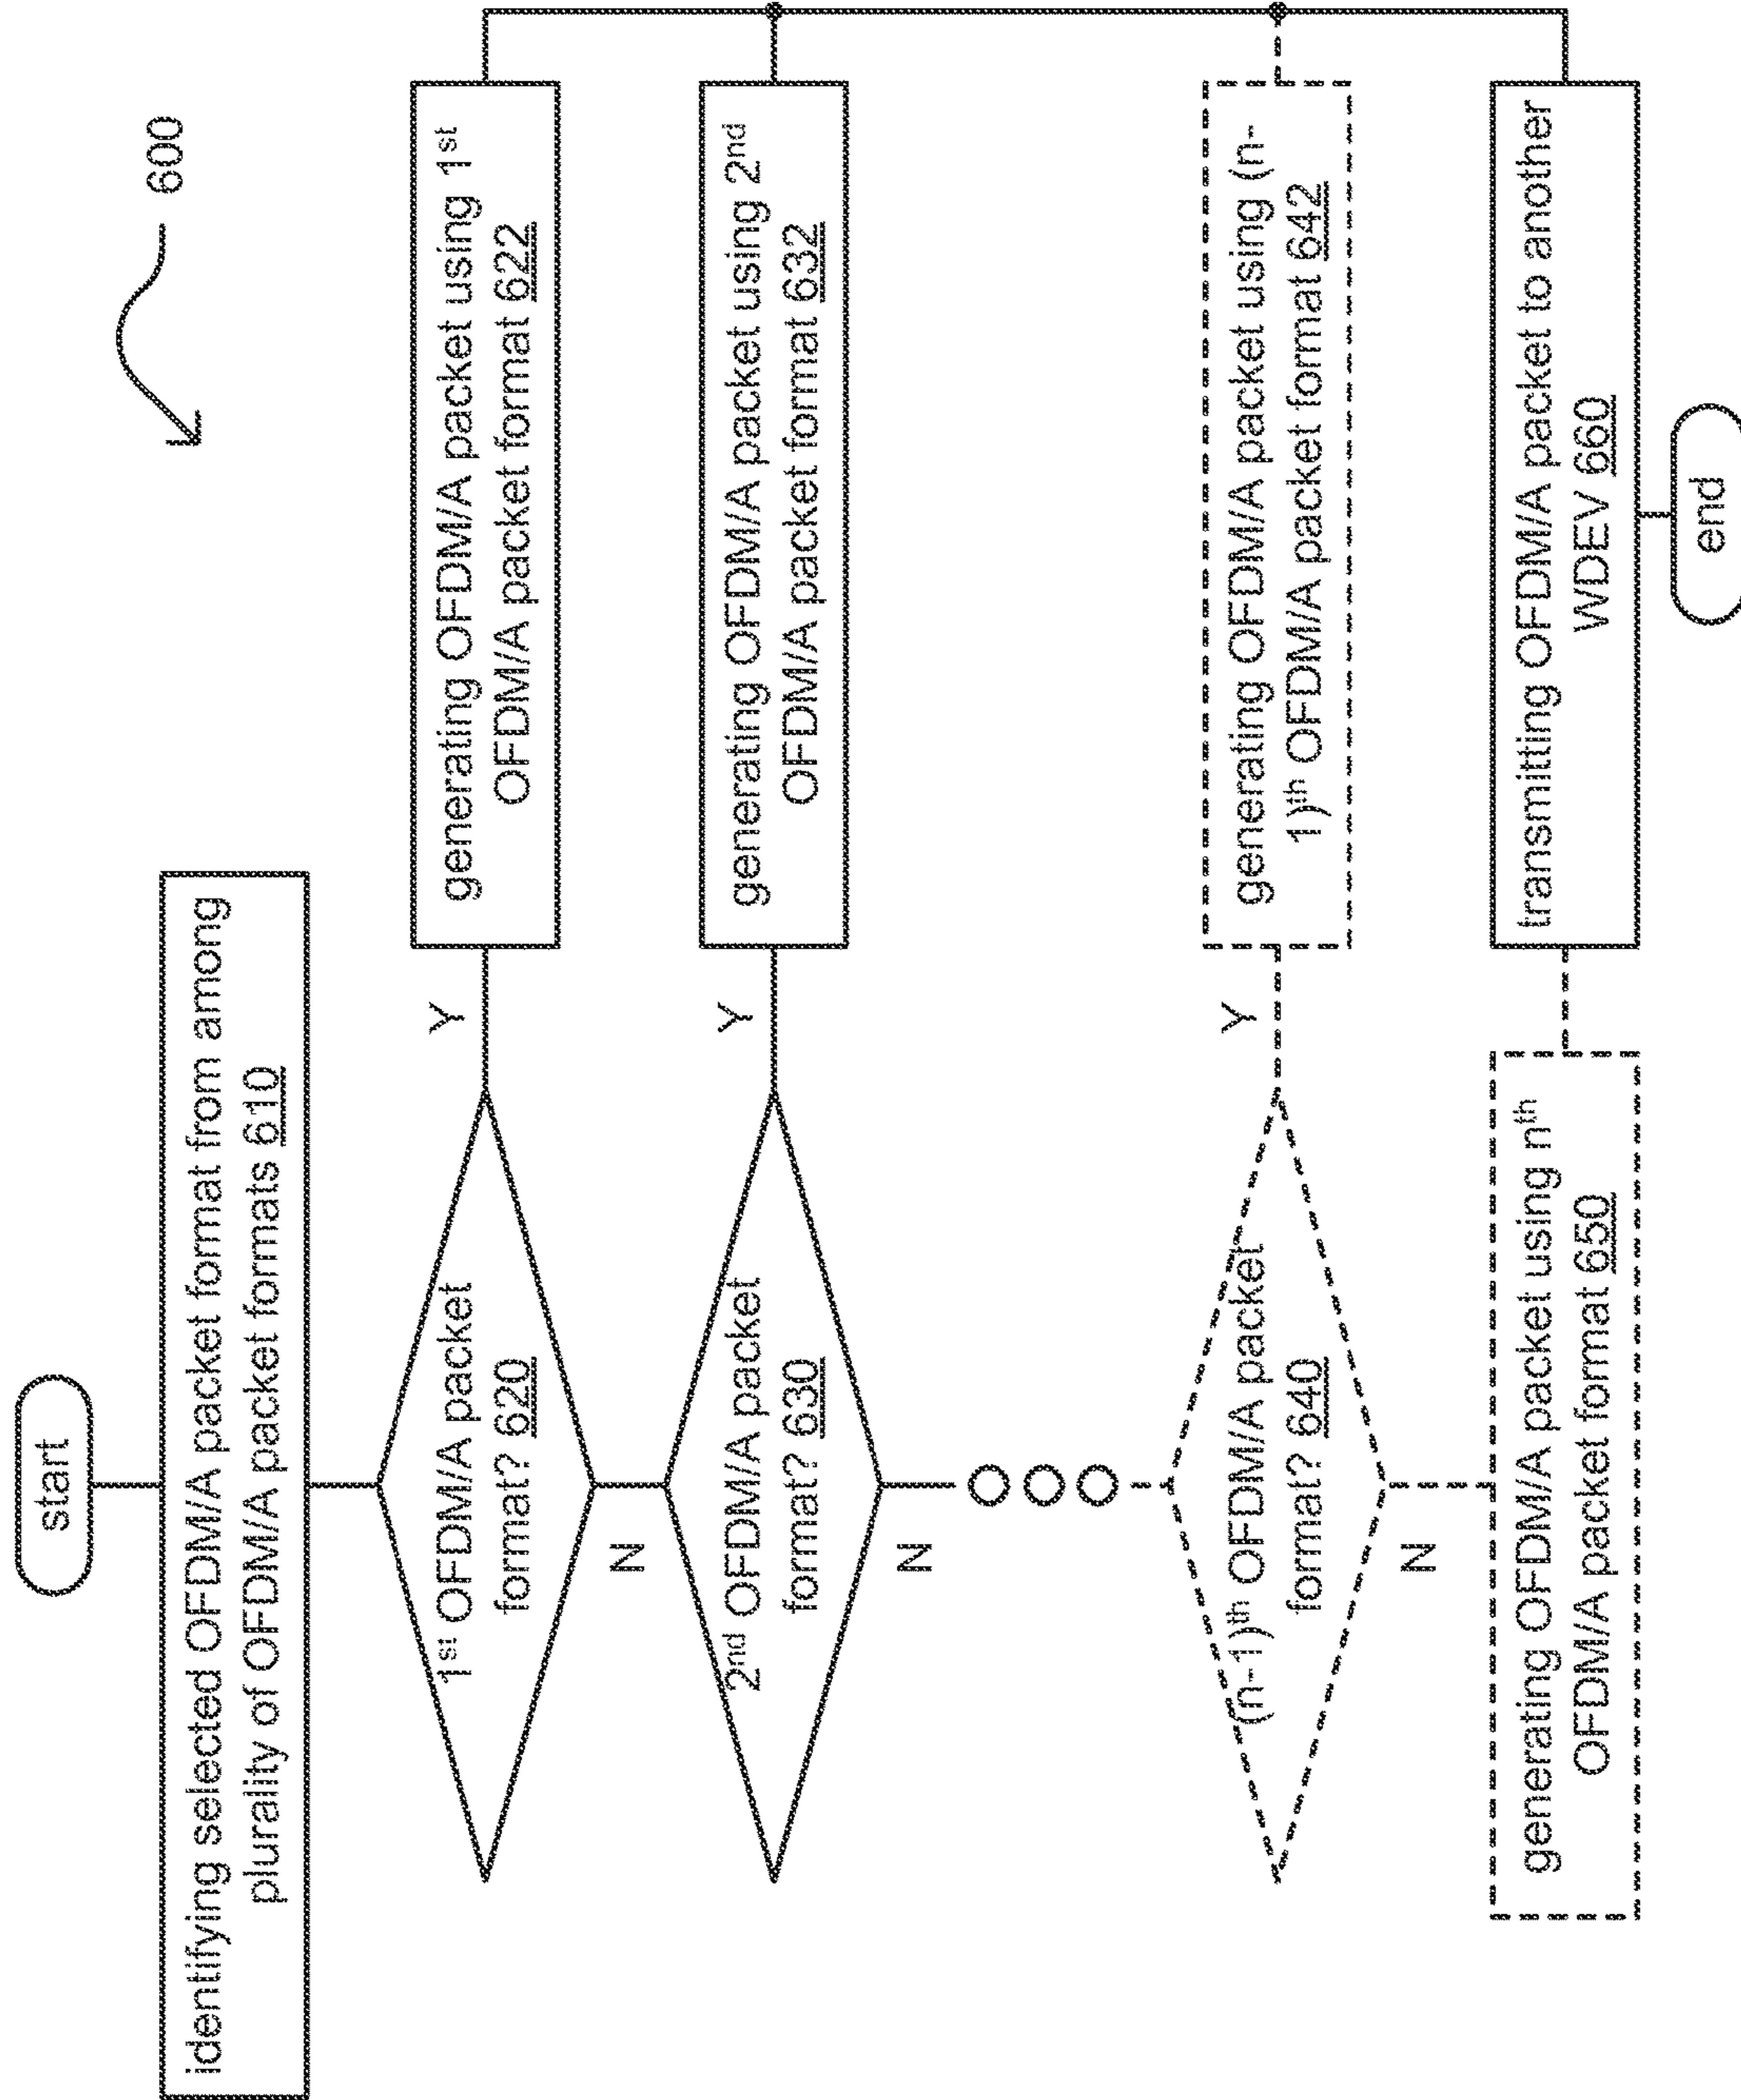 600
start
identifying selected OFDM/A packet format from among
plurality of OFDM/A packet formats 610
1st OFDM/A packet
format? 620
Y
generating OFDM/A packet using 1st
OFDM/A packet format 622
N
2nd OFDM/A packet
format? 630
Y
generating OFDM/A packet using 2nd
OFDM/A packet format 632
N
(n-1)th OFDM/A packet
format? 640
Y
generating OFDM/A packet using (n-
1)th OFDM/A packet format 642
N
generating OFDM/A packet using nth
OFDM/A packet format 650
transmitting OFDM/A packet to another
WDEV 660
end